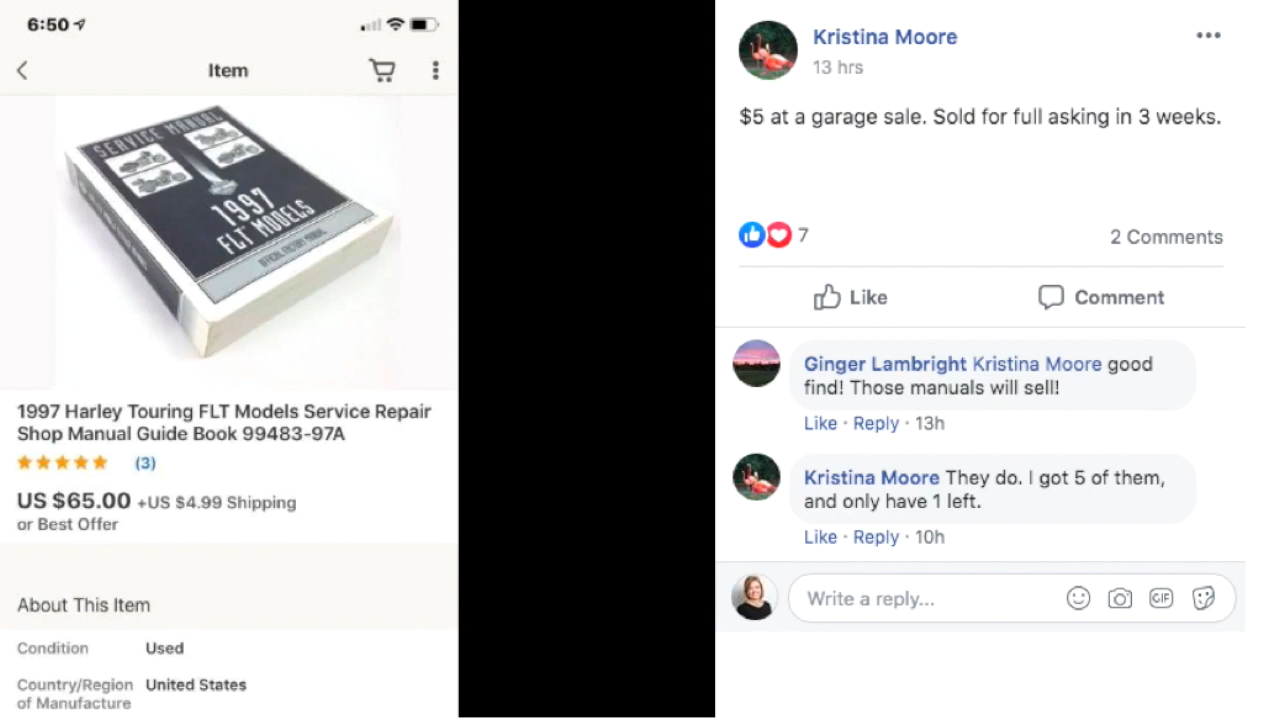 6:50
Item
SERVICE MANUAL
1997
FLT MODELS
OFFICIAL FACTORY MANUAL
1997 Harley Touring FLT Models Service Repair
Shop Manual Guide Book 99483-97A
(3)
US $65.00 +US $4.99 Shipping
or Best Offer
About This Item
Condition Used
Country/Region United States
of Manufacture
Kristina Moore
13 hrs
$5 at a garage sale. Sold for full asking in 3 weeks.
7 2 Comments
Like Comment
Ginger Lambright Kristina Moore good
find! Those manuals will sell!
Like · Reply · 13h
Kristina Moore They do. I got 5 of them,
and only have 1 left.
Like · Reply · 10h
Write a reply...
GIF